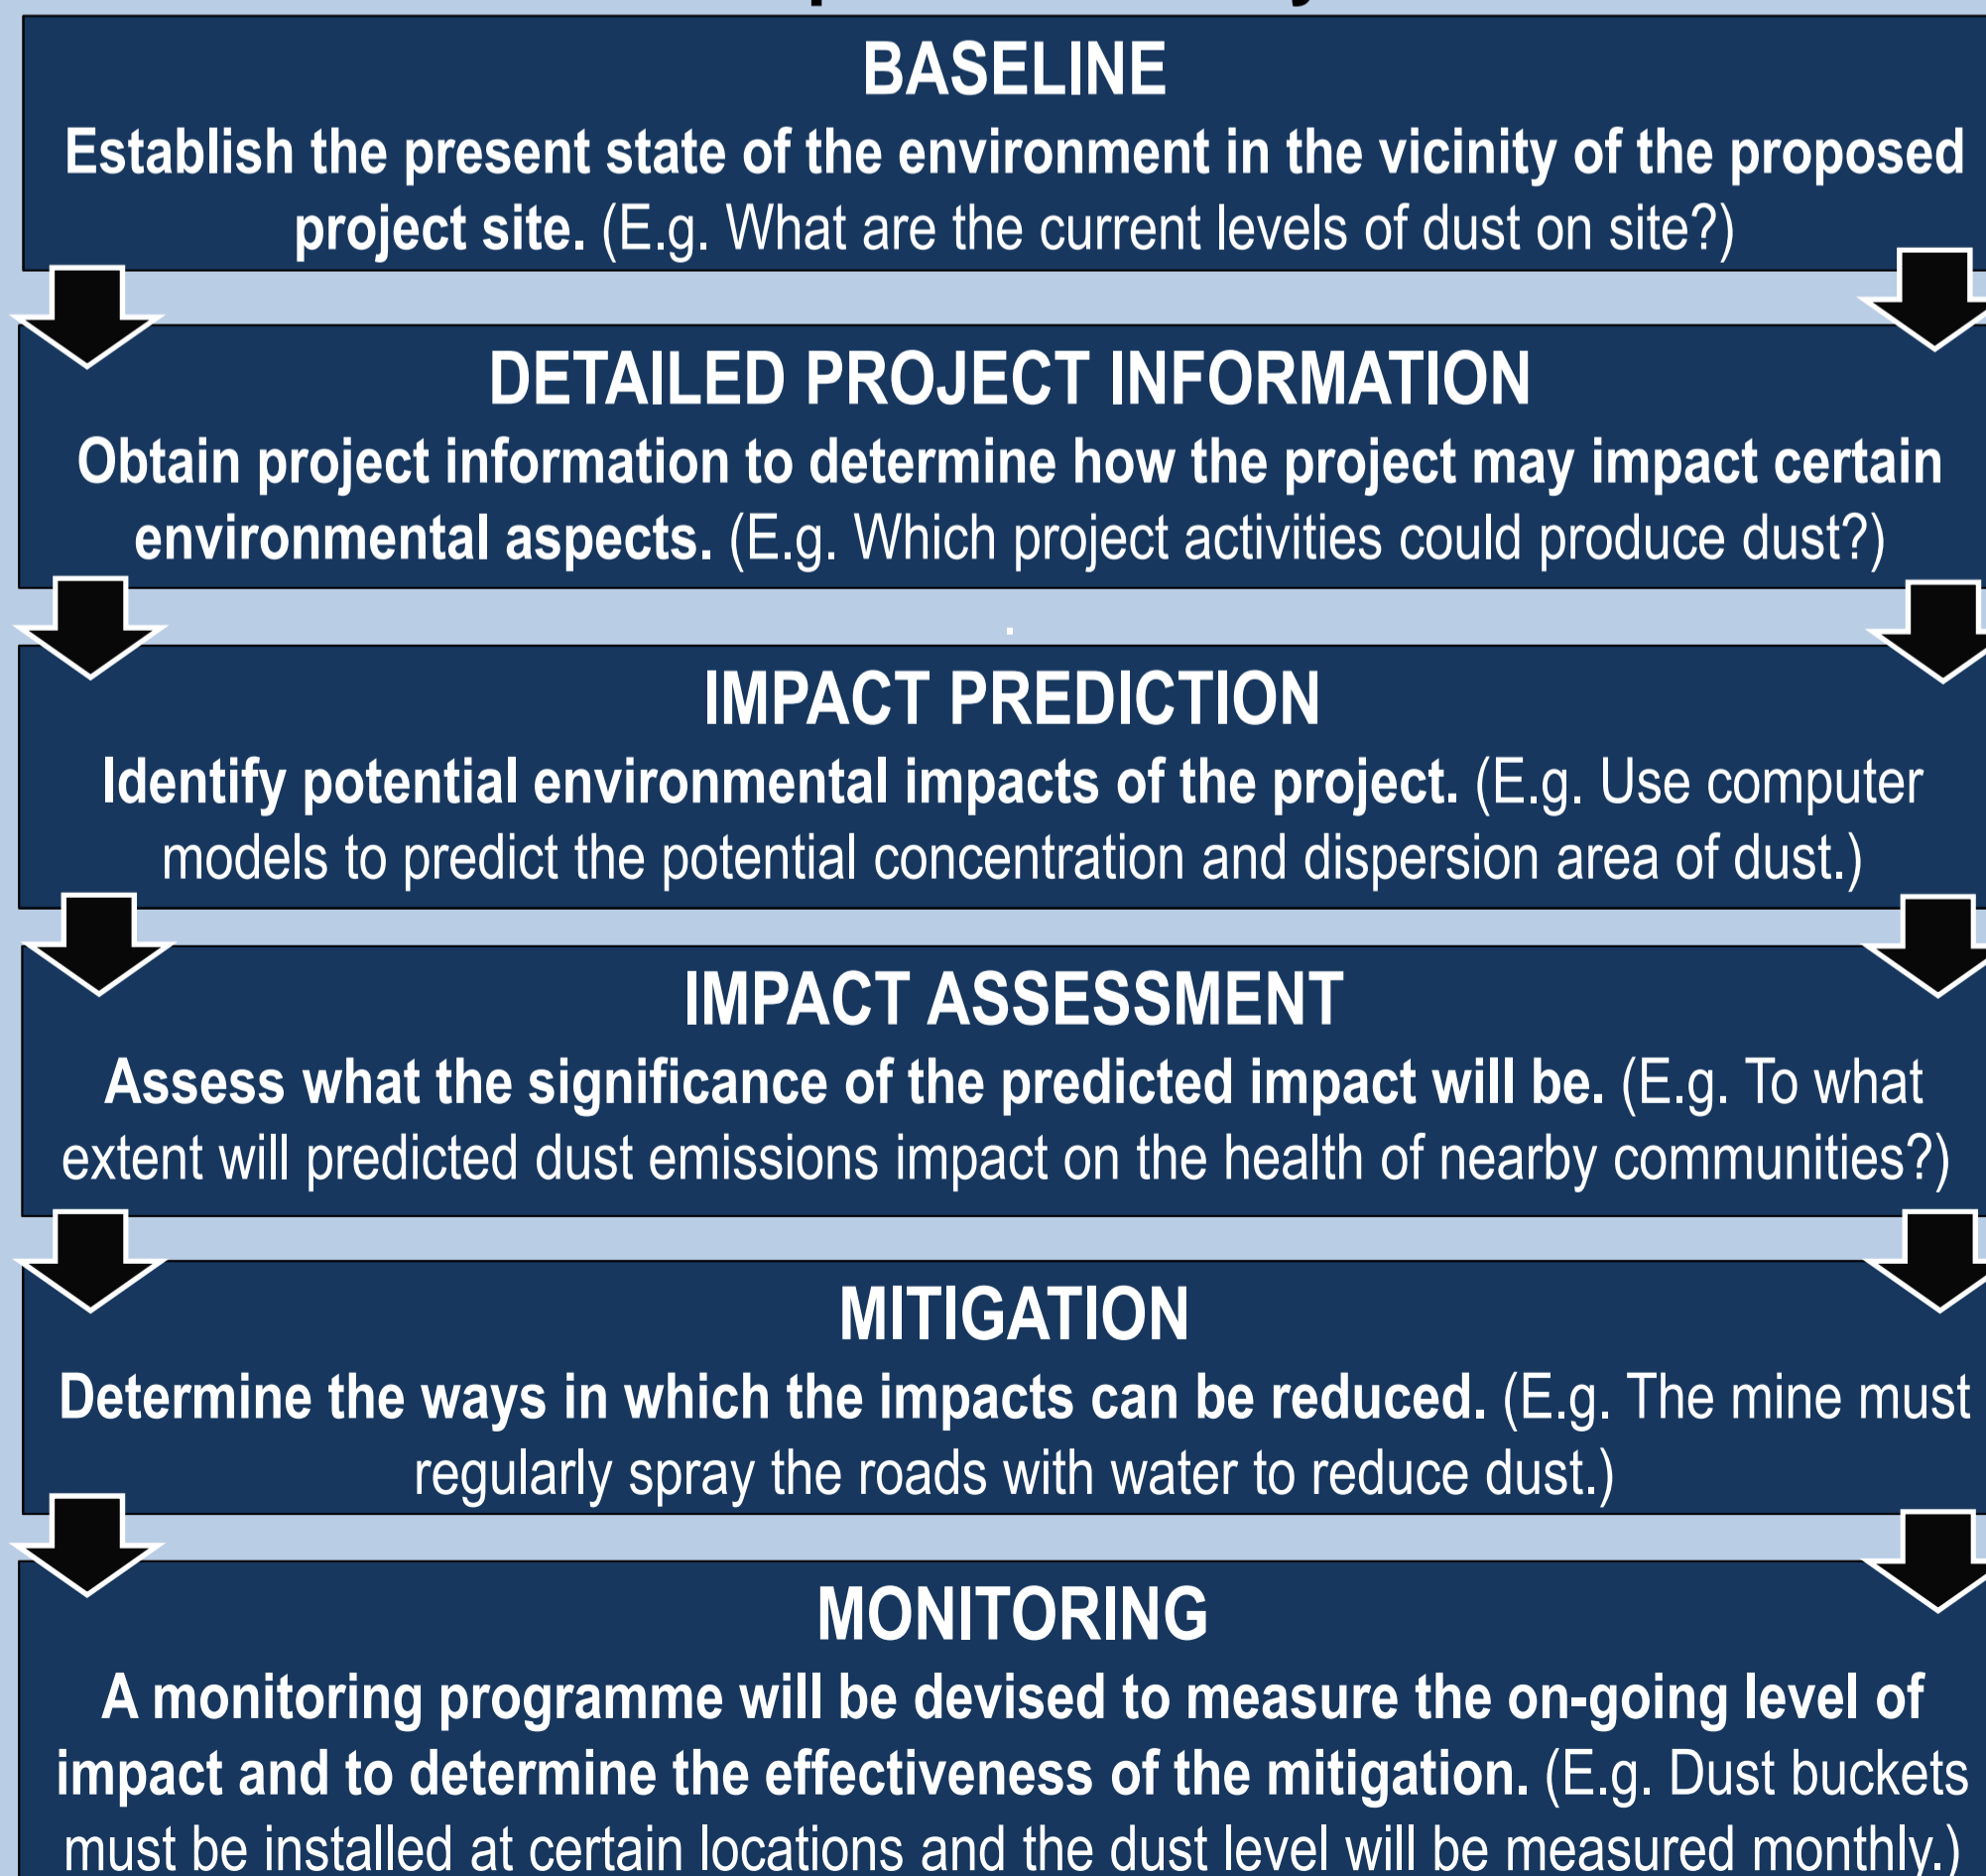 BASELINE
Establish the present state of the environment in the vicinity of the proposed
project site. (E.g. What are the current levels of dust on site?)
DETAILED PROJECT INFORMATION
Obtain project information to determine how the project may impact certain
environmental aspects. (E.g. Which project activities could produce dust?)
.
IMPACT PREDICTION
Identify potential environmental impacts of the project. (E.g. Use computer
models to predict the potential concentration and dispersion area of dust.)
IMPACT ASSESSMENT
Assess what the significance of the predicted impact will be. (E.g. To what
extent will predicted dust emissions impact on the health of nearby communities?)
MITIGATION
Determine the ways in which the impacts can be reduced. (E.g. The mine must
regularly spray the roads with water to reduce dust.)
MONITORING
A monitoring programme will be devised to measure the on-going level of
impact and to determine the effectiveness of the mitigation. (E.g. Dust buckets
must be installed at certain locations and the dust level will be measured monthly.)